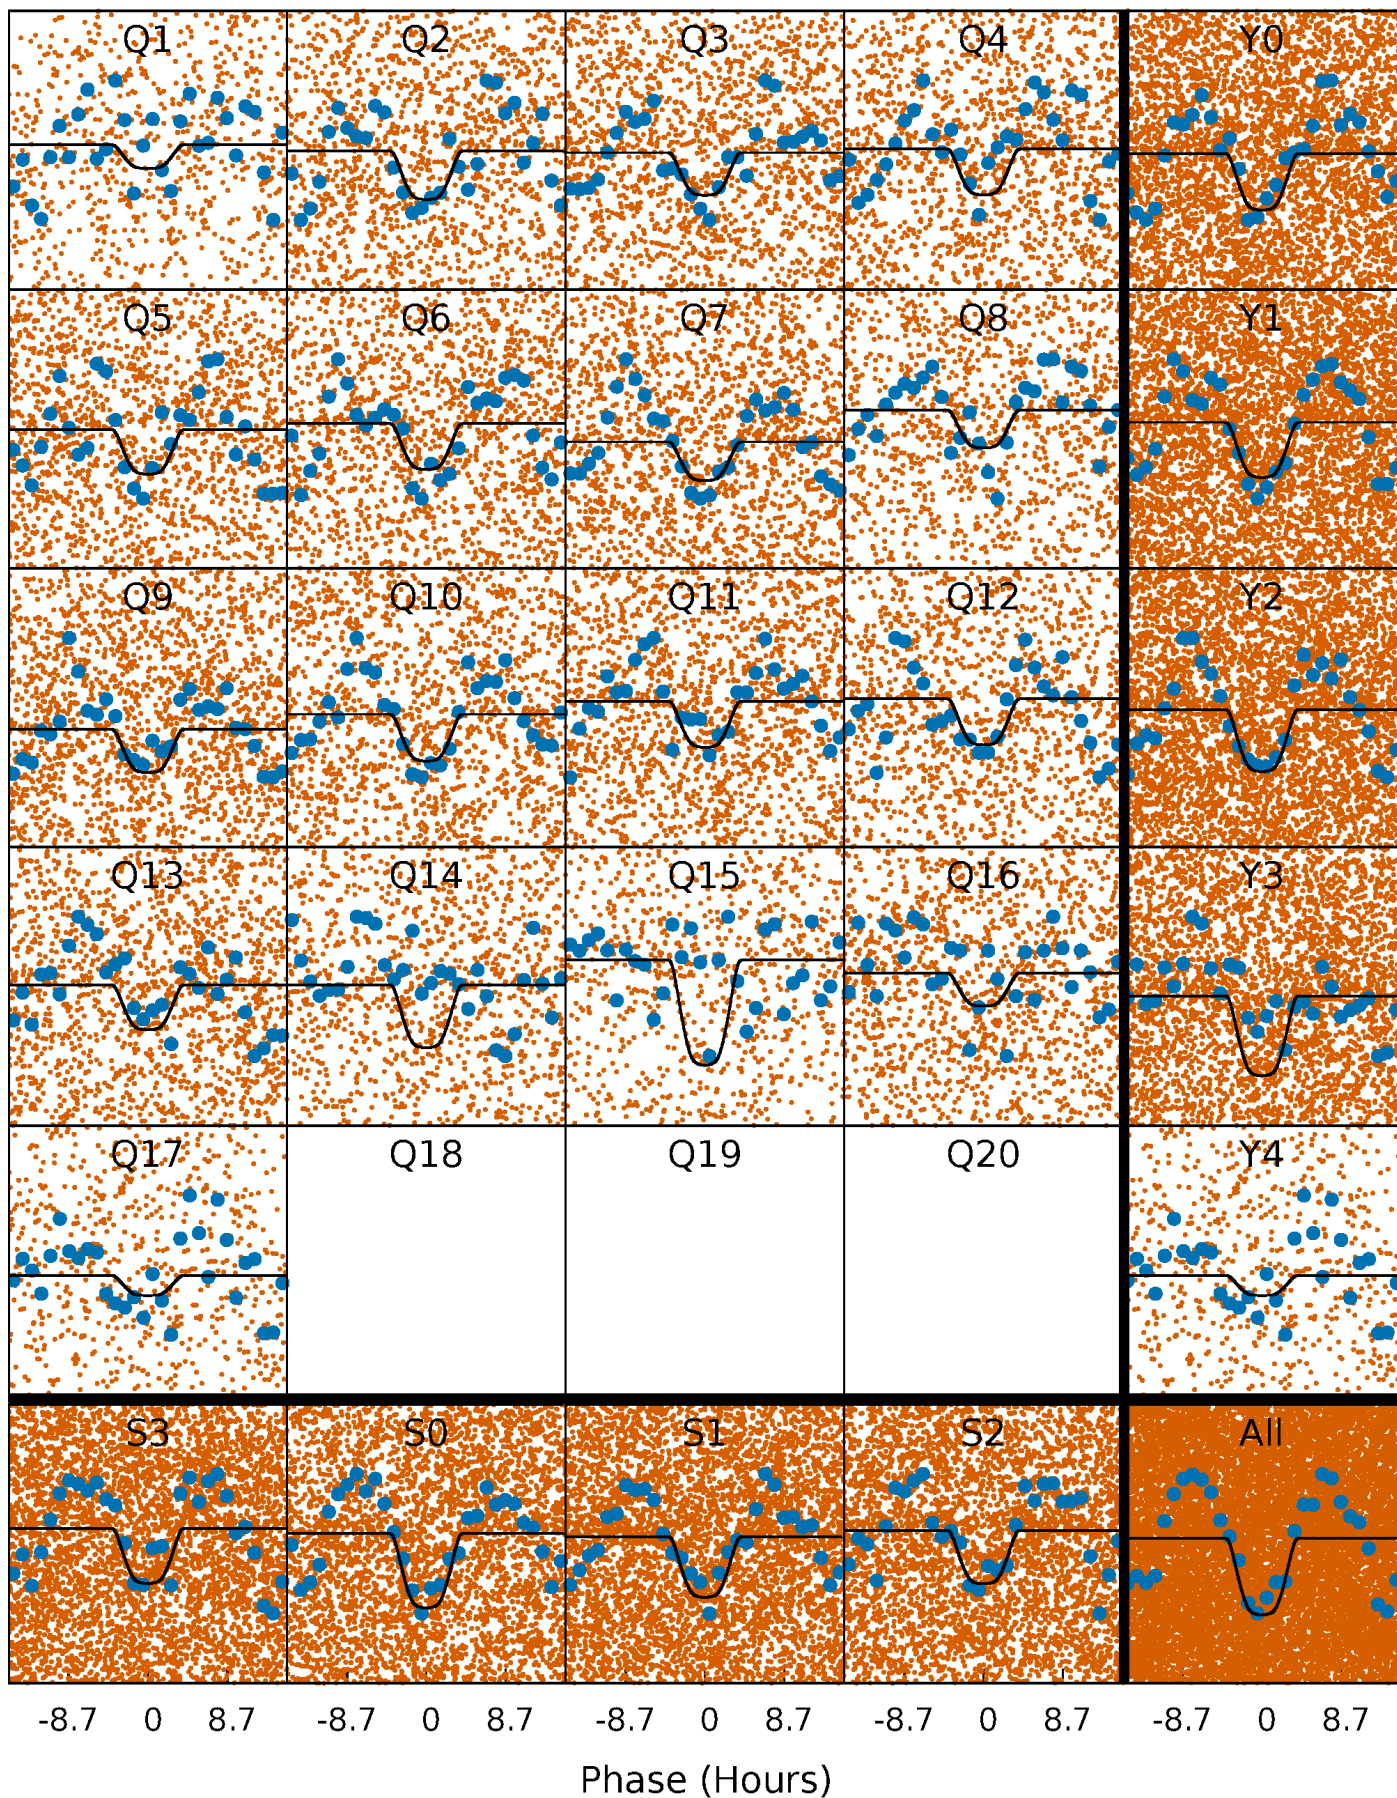 Q1 Q2 Q3 Q4 Y0
Q5 Q6 Q7 Q8 Y1
Q9 Q10 Q11 Q12 Y2
Q13 Q14 Q15 Q16 Y3
Q17 Q18 Q19 Q20 Y4
S3 S0 S1 S2 All
-8.7 0 8.7 -8.7 0 8.7 -8.7 0 8.7 -8.7 0 8.7 -8.7 0 8.7
Phase (Hours)